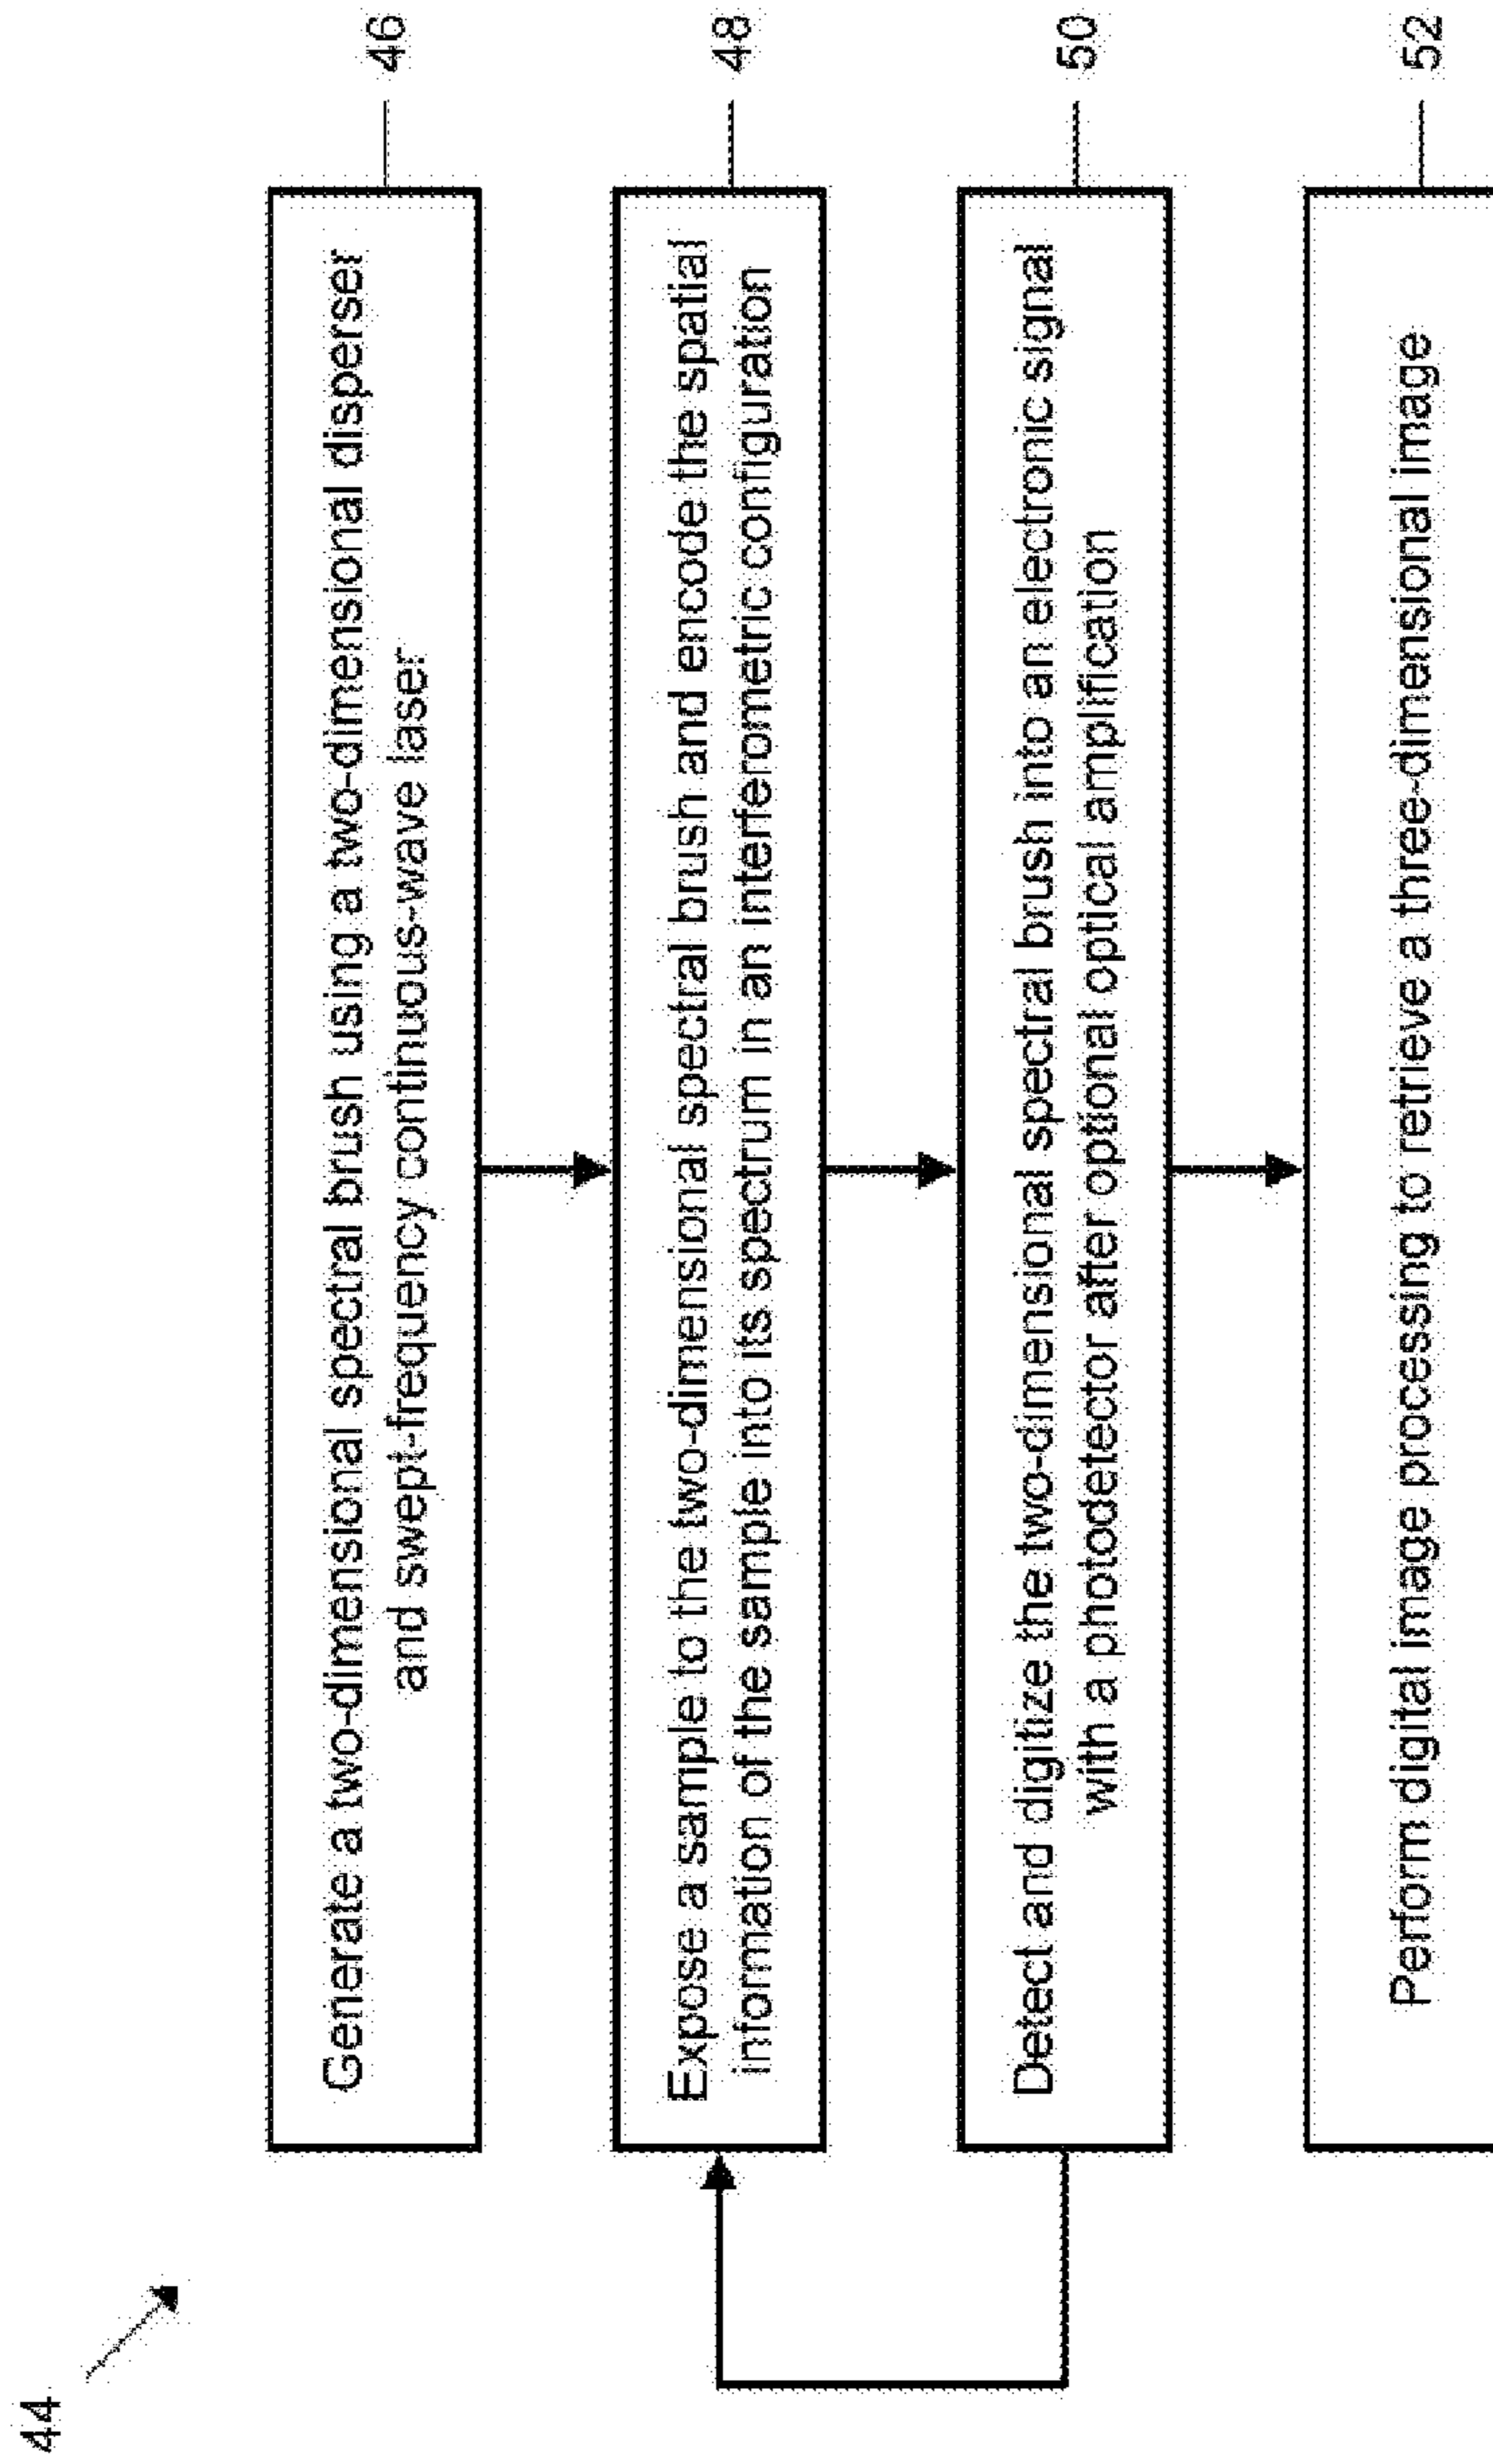 44
Generate a two-dimensional spectral brush using a two-dimensional disperser
and swept-frequency continuous-wave laser
46
Expose a sample to the two-dimensional spectral brush and encode the spatial
information of the sample into its spectrum in an interferometric configuration
48
Detect and digitize the two-dimensional spectral brush into an electronic signal
with a photodetector after optional optical amplification
50
Perform digital image processing to retrieve a three-dimensional image
52